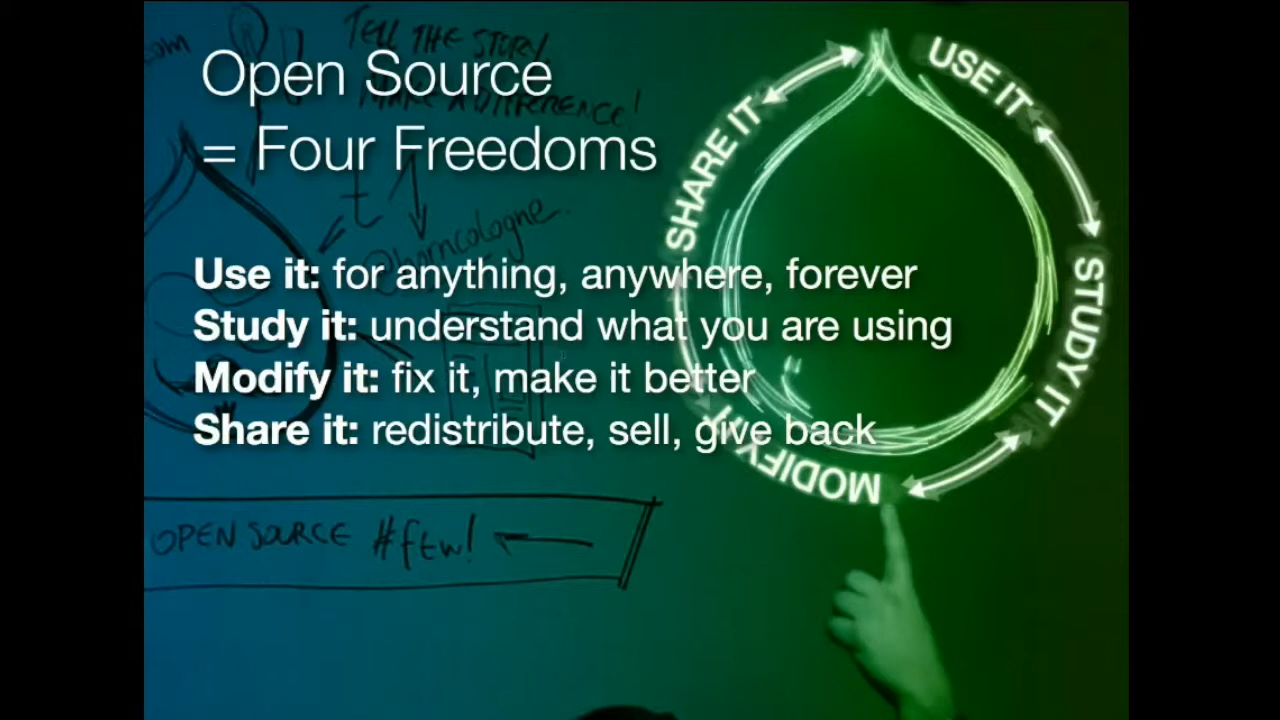 .com
TELL THE STORY
MAKE A DIFFERENCE!
Open Source
= Four Freedoms
@horncologne
Use it: for anything, anywhere, forever
Study it: understand what you are using
Modify it: fix it, make it better
Share it: redistribute, sell, give back
OPEN SOURCE #ftw!
USE IT
STUDY IT
MODIFY IT
SHARE IT